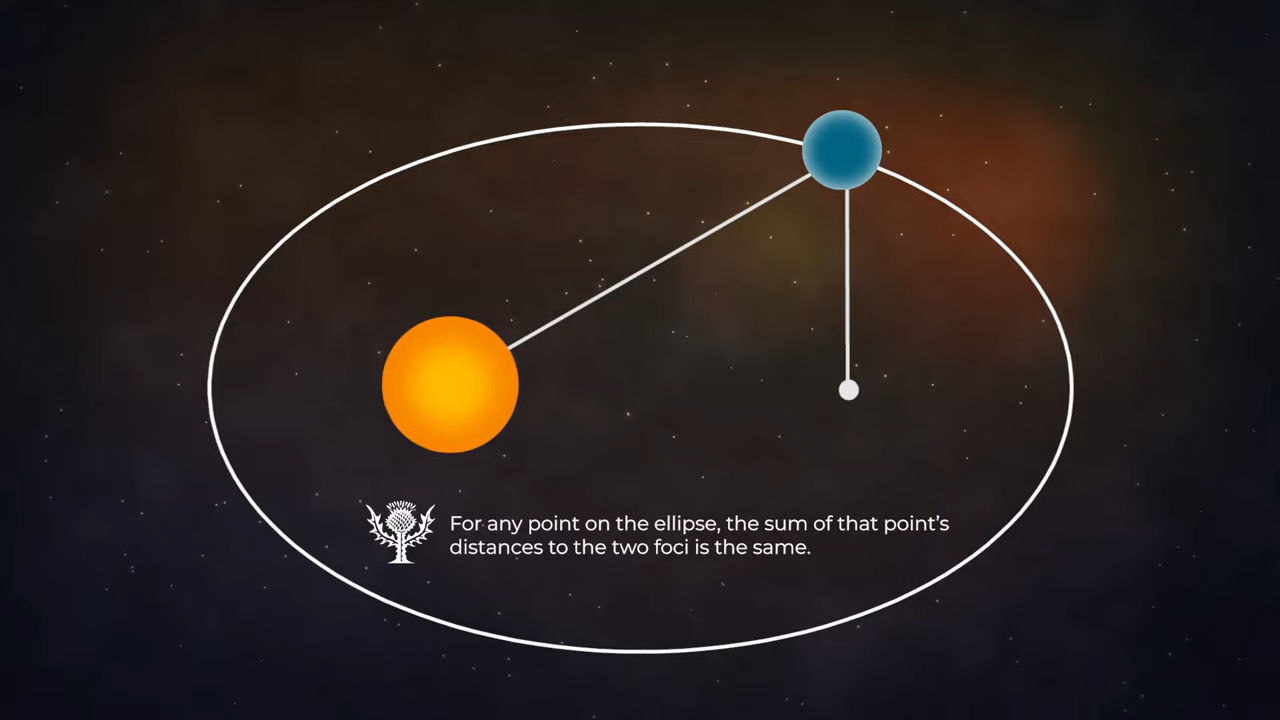 For any point on the ellipse, the sum of that point’s
distances to the two foci is the same.